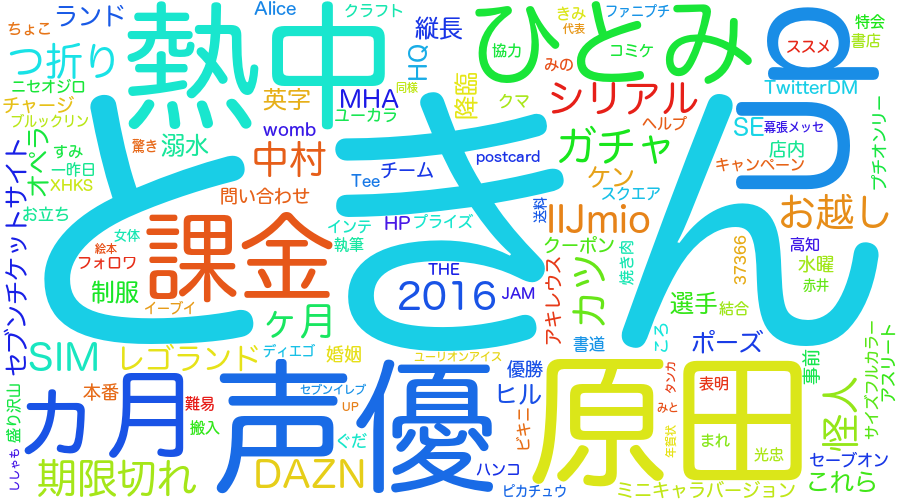 ランド
Alice
クラフト
縦長
ひとみ
きみ
ファニプチ
代表
コミケ
協力
みの
ススメ
特会
書店
ちょこ
つ折り
熱中
HQ
TwitterDM
ニセオジロ
チャージ
ブルックリン
英字
MHA
同様
ユーカラ
降臨
クマ
シリアル
ヘルプ
SE
幕張メッセ
店内
キャンペーン
プチオンリー
オペラ
すみ
一昨日
XHKS
お立ち
驚き
溺水
womb
中村
チーム
Tee
postcard
ガチャ
ケン
スクエア
問い合わせ
HP
プライズ
送料
IIJmio
お越し
セブンチケットサイト
ときんう
女体
絵本
フォロワ
制服
課金
インテ
執筆
クーポン
焼き肉
37366
高知
水曜
赤井
THE
2016
JAM
アキレウス
カツ
選手
結合
イーブイ
ケ月
SIM
レゴランド
ディエゴ
婚姻
ユーリオンアイス
書道
ころ
ポーズ
事前
サイズフルカラー
アスリート
盛り沢山
ししゃも
カ月
本番
難易
搬入
声優
セブンイレブ
UP
ぐだ
優勝
ヒル
ビキニ
原田
タンカ
みと
年賀状
表明
まれ
光忠
怪人
期限切れ
DAZN
ハンコ
ピカチュウ
セーブオン
これら
ミニキャラバージョン